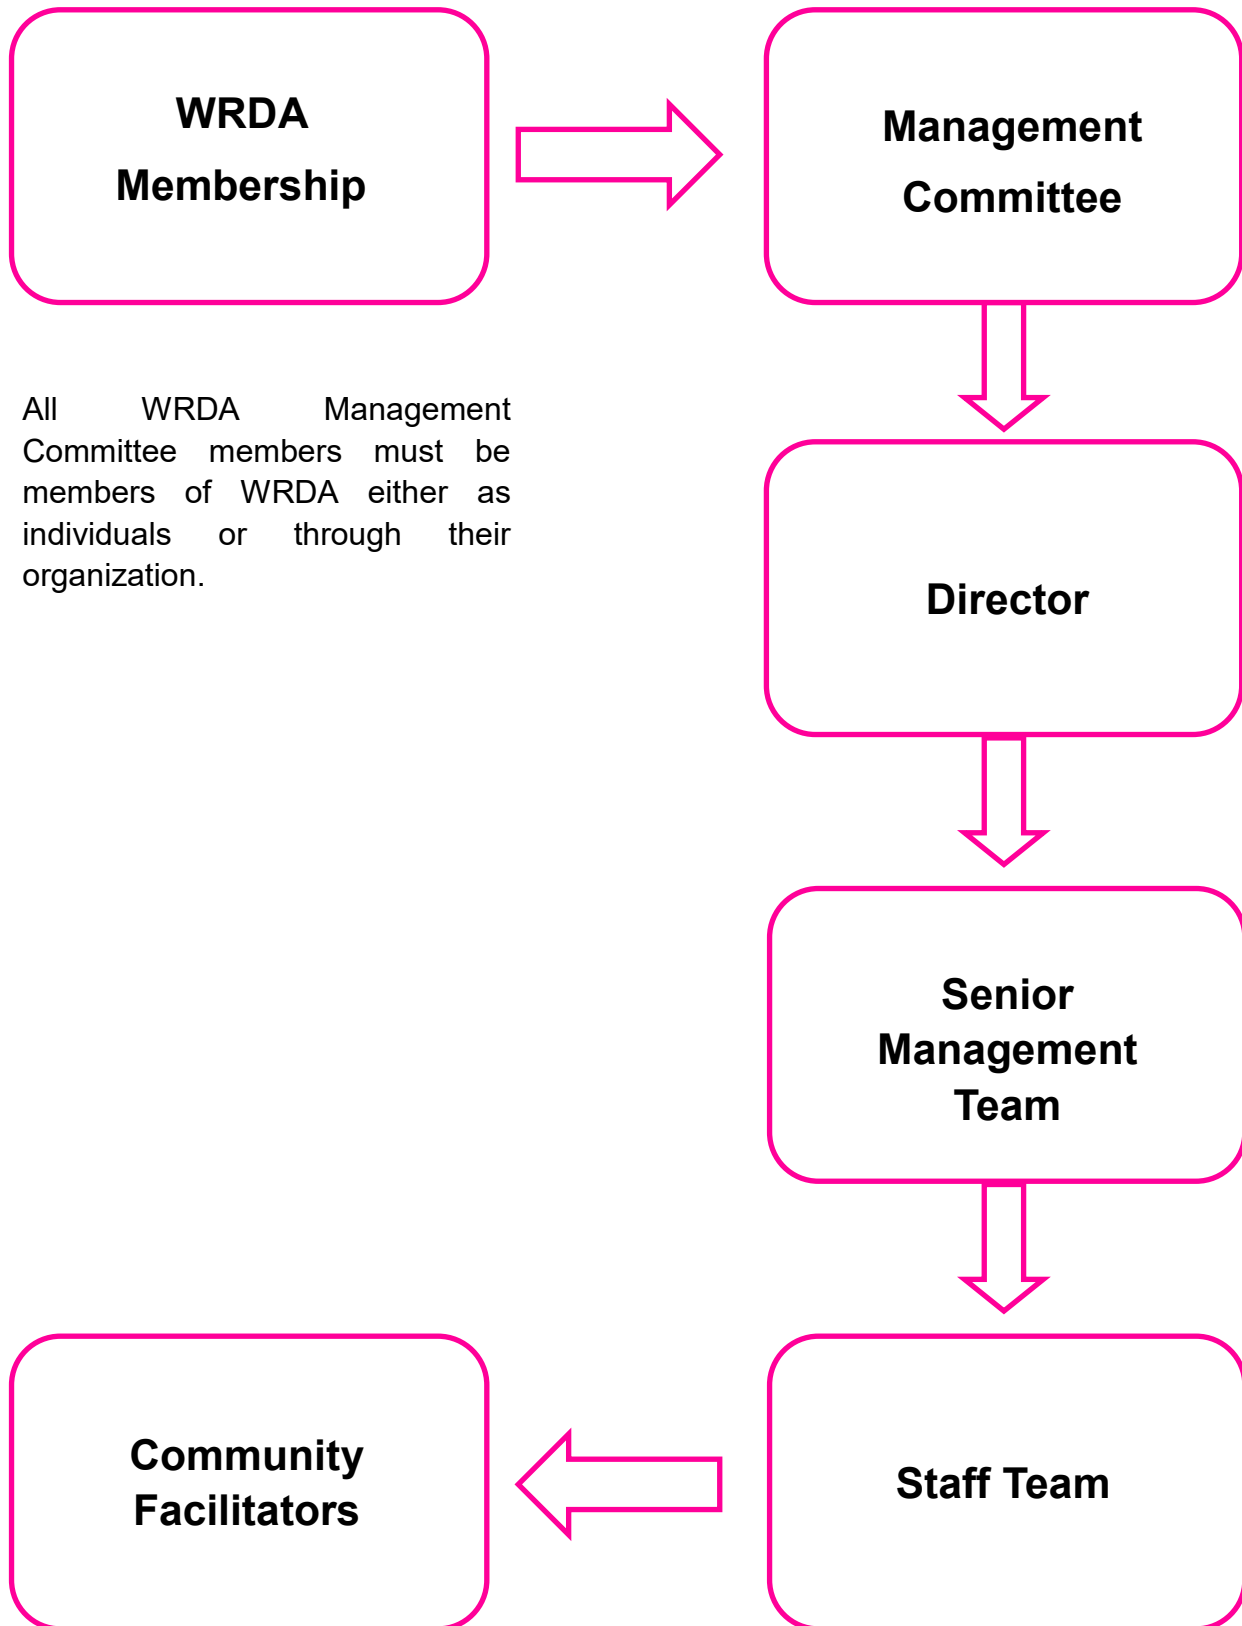 WRDA
Membership
Management
Committee
All WRDA Management
Committee members must be
members of WRDA either as
individuals or through their
organization.
Director
Senior
Management
Team
Community
Facilitators
Staff Team